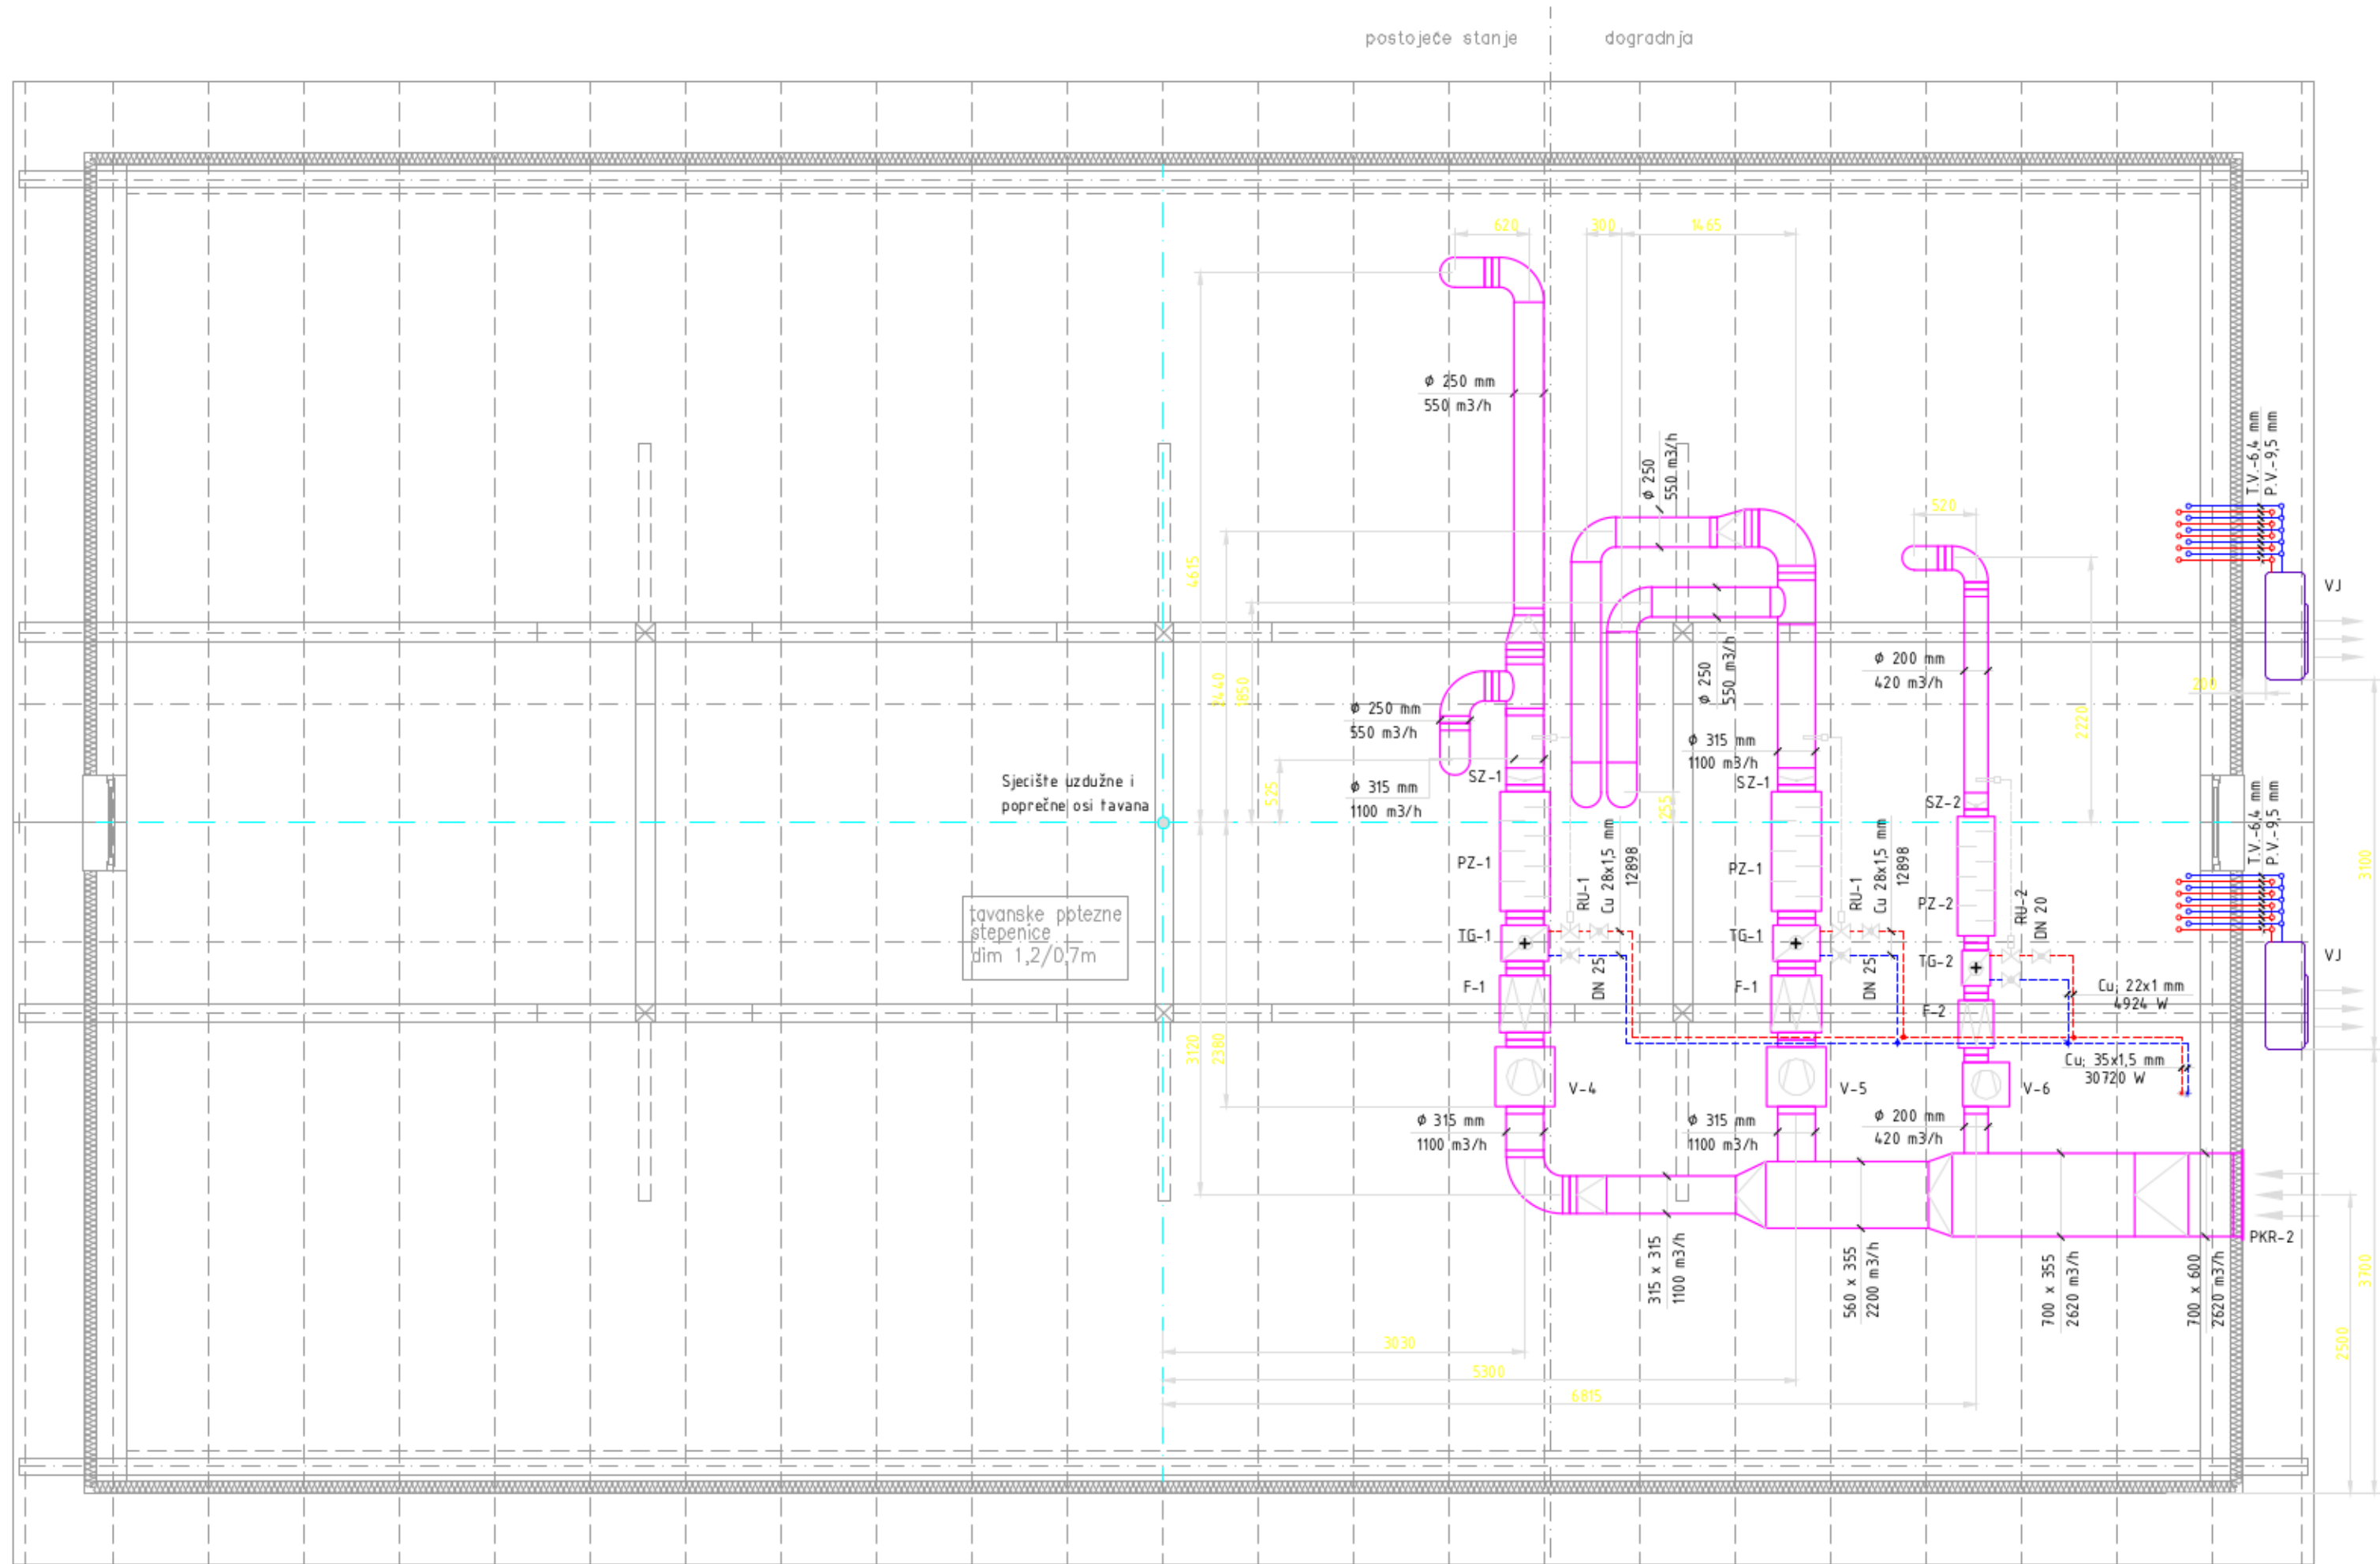 postojeće stanje
dogradnja
620
300
1465
ϕ 250 mm
550 m3/h
ϕ 250
550 m3/h
520
T.V.-6,4 mm
P.V.-9,5 mm
VJ
4615
1850
ϕ 250
550 m3/h
ϕ 200 mm
420 m3/h
200
2220
ϕ 250 mm
550 m3/h
ϕ 315 mm
1100 m3/h
SZ-1
SZ-1
SZ-2
Sjecište uzdužne i
poprečne osi tavana
525
ϕ 315 mm
1100 m3/h
255
T.V.-6,4 mm
P.V.-9,5 mm
3100
PZ-1
RU-1
Cu 28x1,5 mm
12898
PZ-1
RU-1
Cu 28x1,5 mm
12898
PZ-2
RU-2
DN 20
tavanske potezne
stepenice
dim 1,2/0,7m
TG-1
TG-1
TG-2
VJ
F-1
DN 25
F-1
DN 25
F-2
Cu; 22x1 mm
4924 W
3120
2380
Cu; 35x1,5 mm
30720 W
V-4
V-5
V-6
ϕ 315 mm
1100 m3/h
ϕ 315 mm
1100 m3/h
ϕ 200 mm
420 m3/h
PKR-2
315 x 315
1100 m3/h
560 x 355
2200 m3/h
700 x 355
2620 m3/h
700 x 600
2620 m3/h
3700
2500
3030
5300
6815